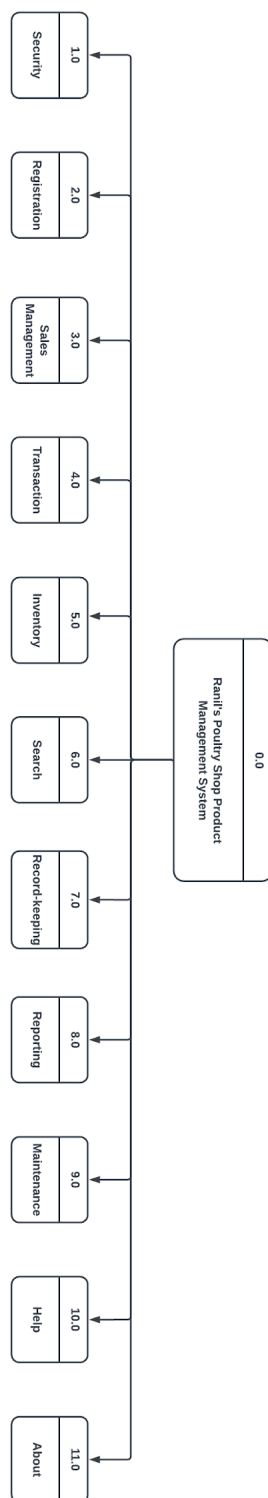 0.0
Ranil's Poultry Shop Product
Management System
1.0
Security
2.0
Registration
3.0
Sales
Management
4.0
Transaction
5.0
Inventory
6.0
Search
7.0
Record-keeping
8.0
Reporting
9.0
Maintenance
10.0
Help
11.0
About